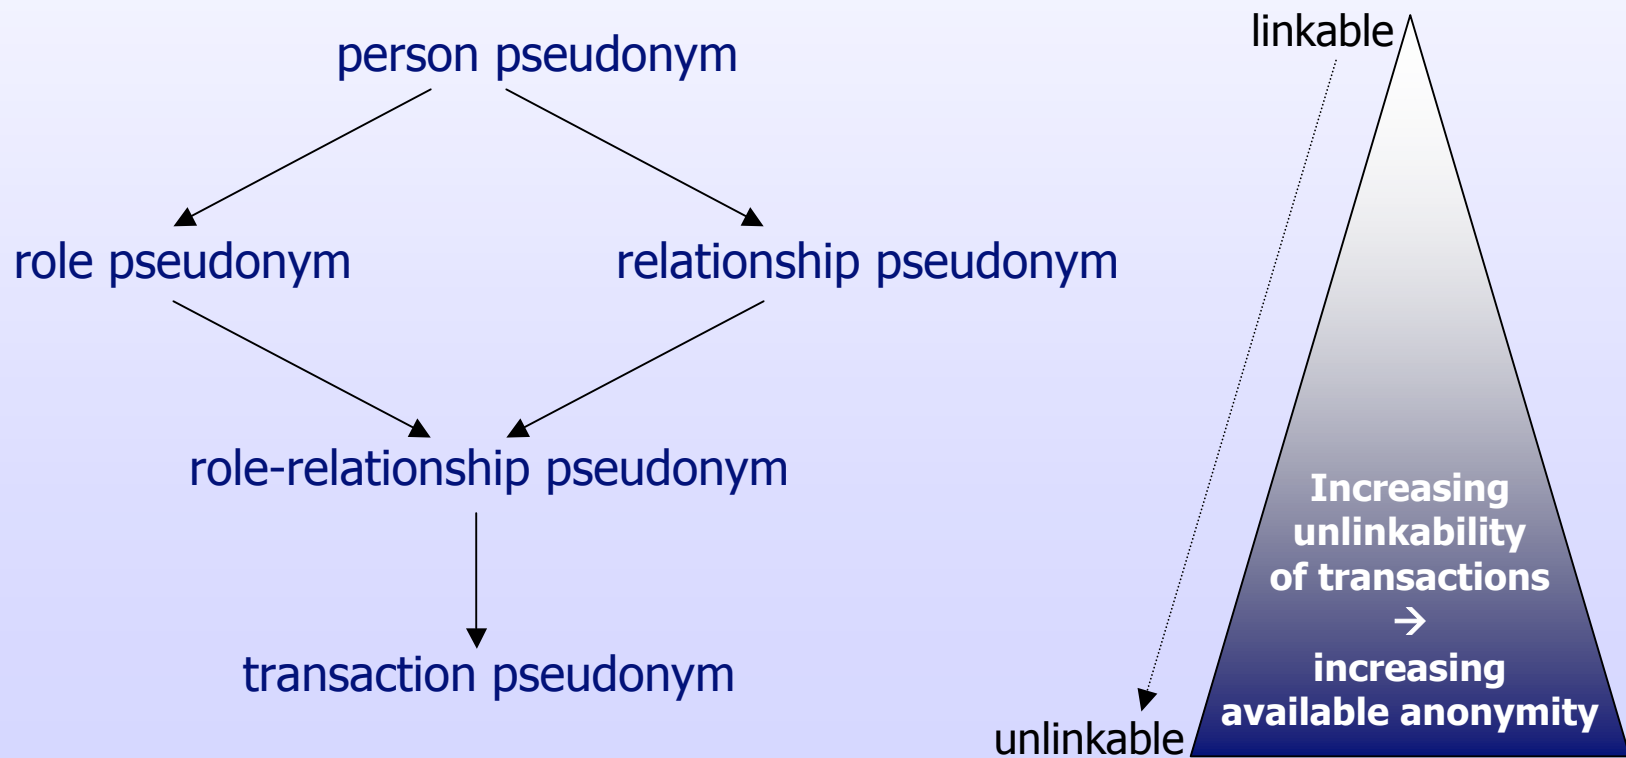 person pseudonym
role pseudonym
relationship pseudonym
role-relationship pseudonym
transaction pseudonym
linkable
Increasing
unlinkability
of transactions
→
increasing
available anonymity
unlinkable